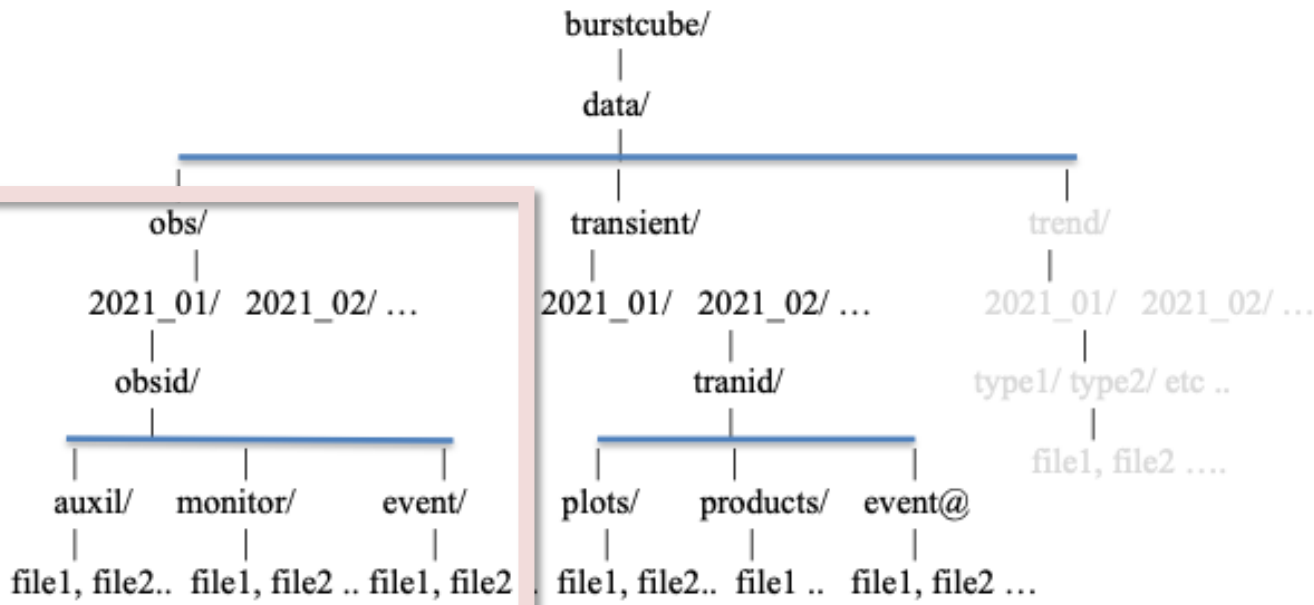 burstcube/
data/
obs/ transient/ trend/
2021_01/ 2021_02/ … 2021_01/ 2021_02/ … 2021_01/ 2021_02/ …
obsid/ tranid/ type1/ type2/ etc ..
file1, file2 ….
auxil/ monitor/ event/ plots/ products/ event@
file1, file2.. file1, file2 .. file1, file2 . file1, file2.. file1 .. file1, file2 …